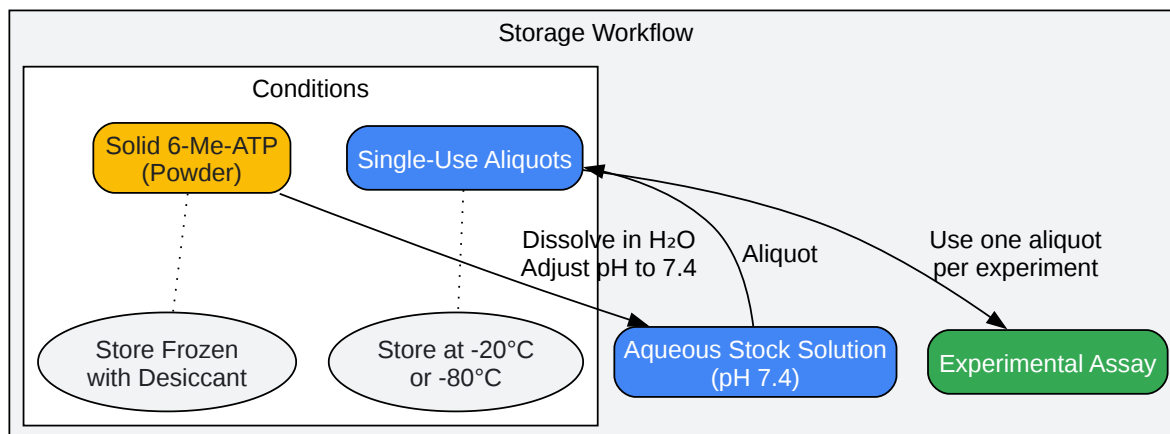 Storage Workflow
Conditions
Solid 6-Me-ATP
(Powder)
Single-Use Aliquots
Dissolve in H₂O
Adjust pH to 7.4
Aliquot
Use one aliquot
per experiment
Store Frozen
with Desiccant
Store at -20°C
or -80°C
Aqueous Stock Solution
(pH 7.4)
Experimental Assay